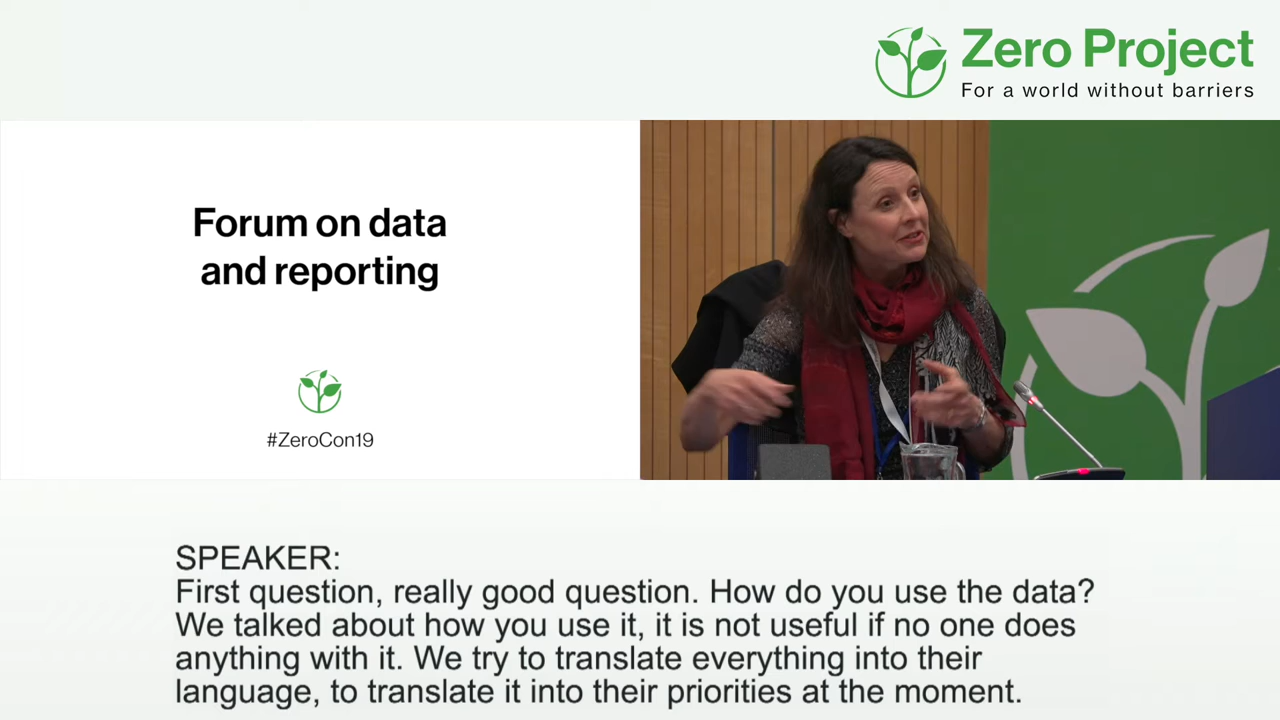 Zero Project
For a world without barriers
Forum on data
and reporting
#ZeroCon19
SPEAKER:
First question, really good question. How do you use the data?
We talked about how you use it, it is not useful if no one does
anything with it. We try to translate everything into their
language, to translate it into their priorities at the moment.